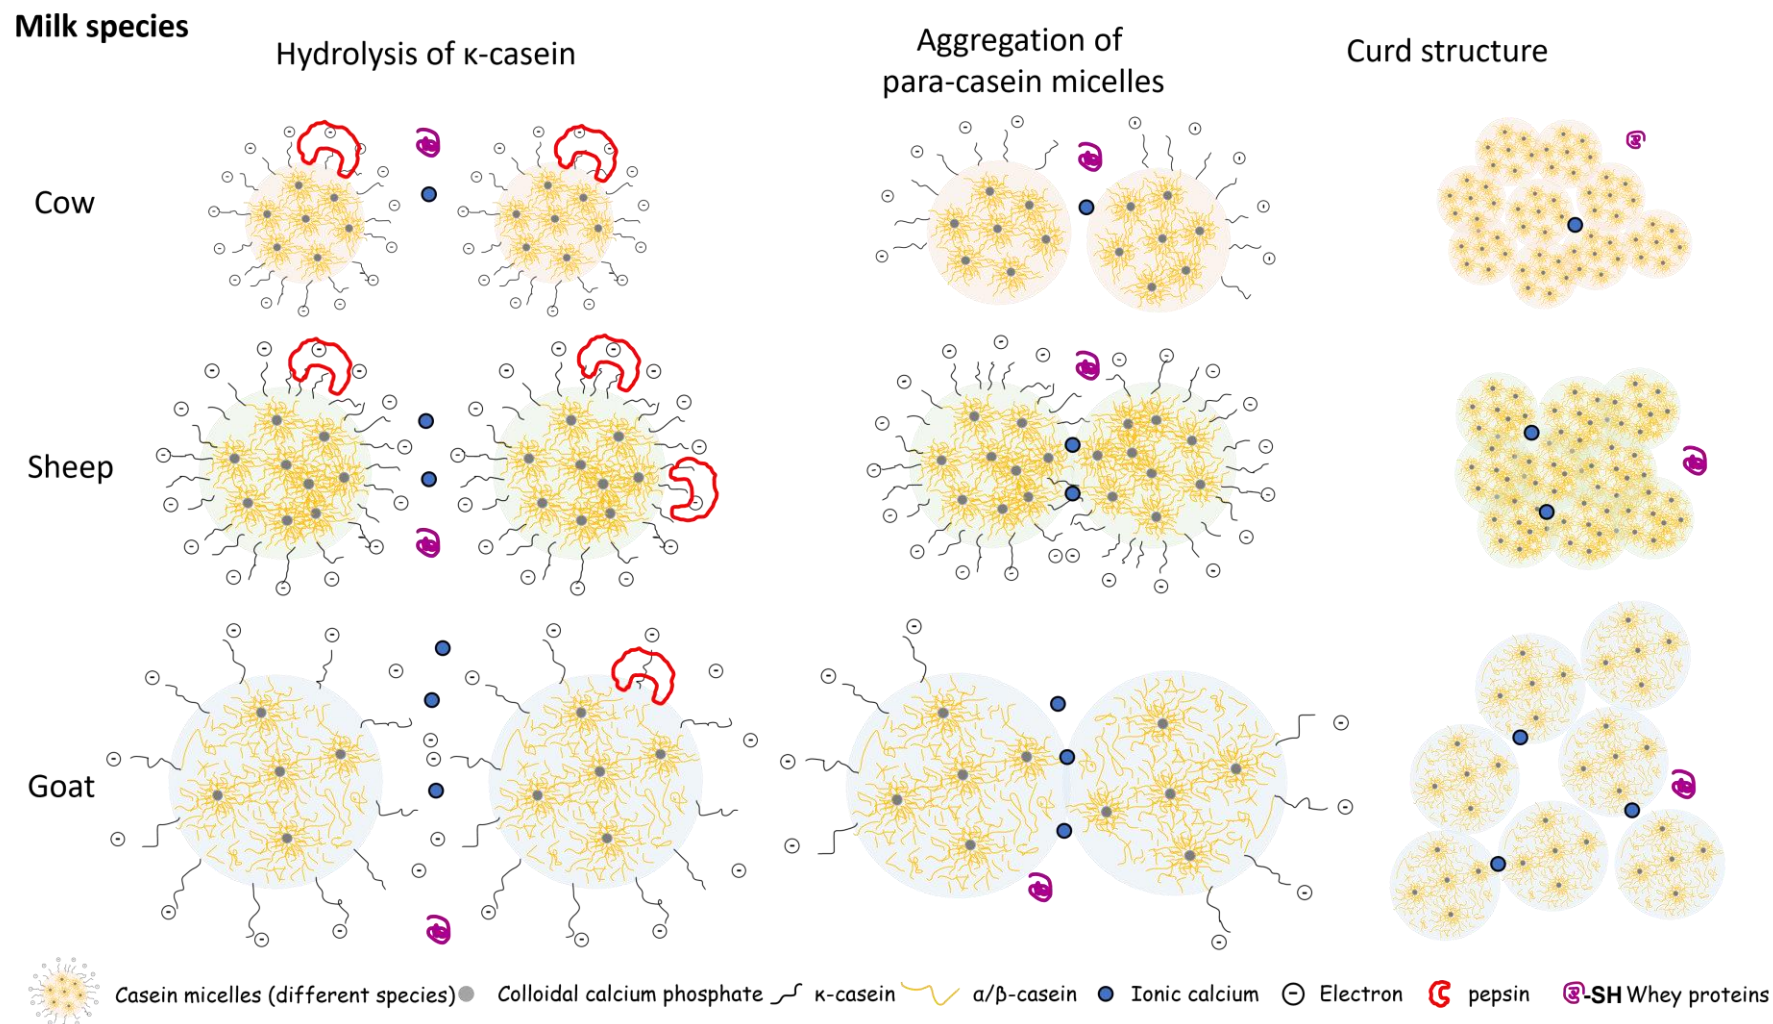 Milk species
Hydrolysis of κ-casein
Aggregation of
para-casein micelles
Curd structure
Cow
Sheep
Goat
Casein micelles (different species) Colloidal calcium phosphate κ-casein α/β-casein Ionic calcium Electron pepsin -SH Whey proteins